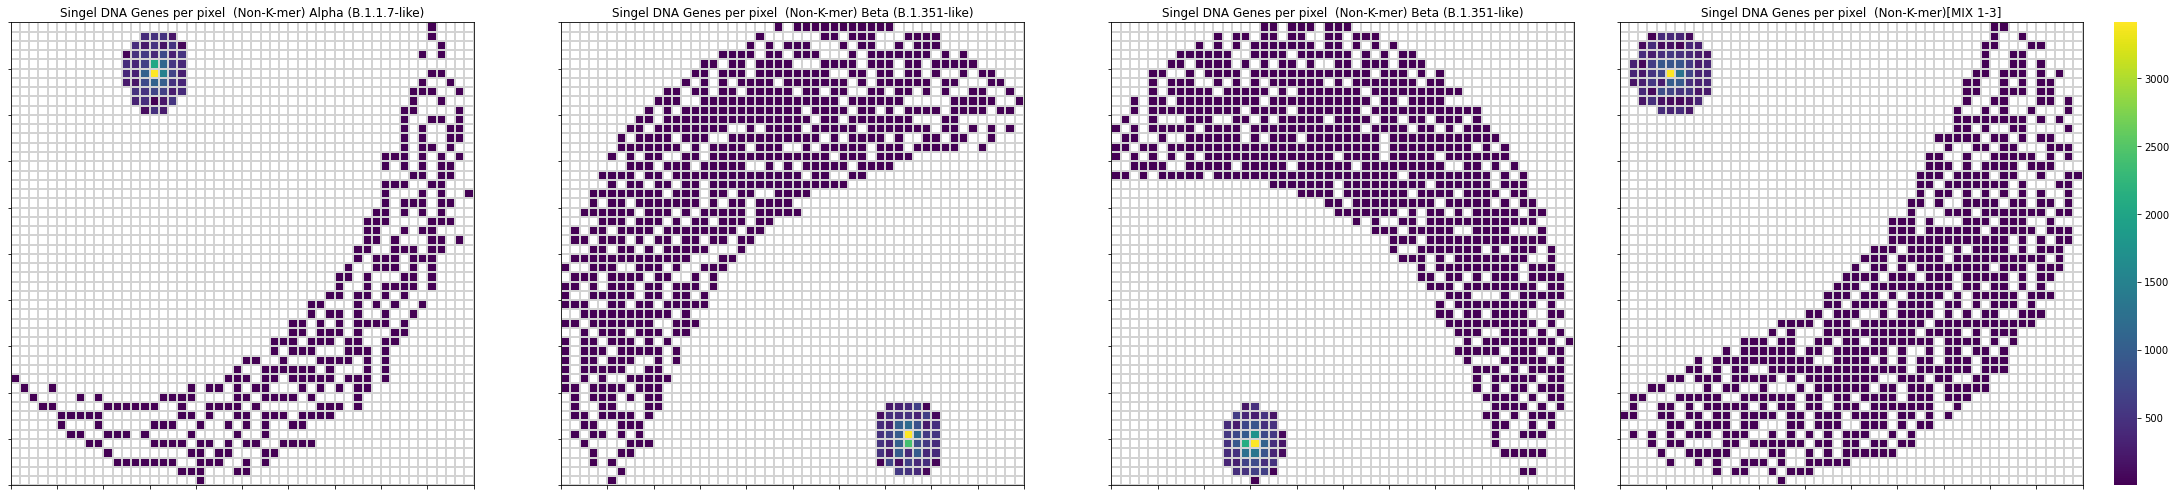 Singel DNA Genes per pixel (Non-K-mer) Alpha (B.1.1.7-like)
Singel DNA Genes per pixel (Non-K-mer) Beta (B.1.351-like)
Singel DNA Genes per pixel (Non-K-mer) Beta (B.1.351-like)
Singel DNA Genes per pixel (Non-K-mer)[MIX 1-3]
3000
2500
2000
1500
1000
500